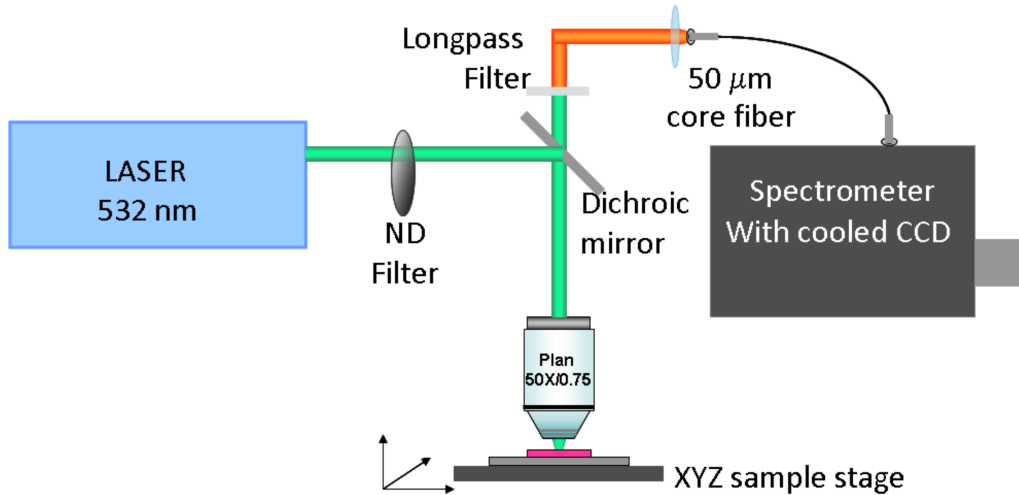 Longpass
Filter
50 μm
core fiber
LASER
532 nm
ND
Filter
Dichroic
mirror
Spectrometer
With cooled CCD
Plan
50X/0.75
XYZ sample stage